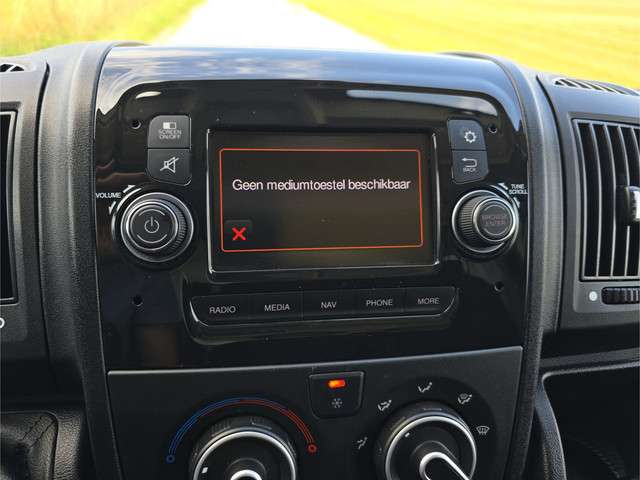 SCREEN
ON/OFF
BACK
Geen mediumtoestel beschikbaar
VOLUME
TUNE
SCROLL
BROWSE
ENTER
RADIO
MEDIA
NAV
PHONE
MORE